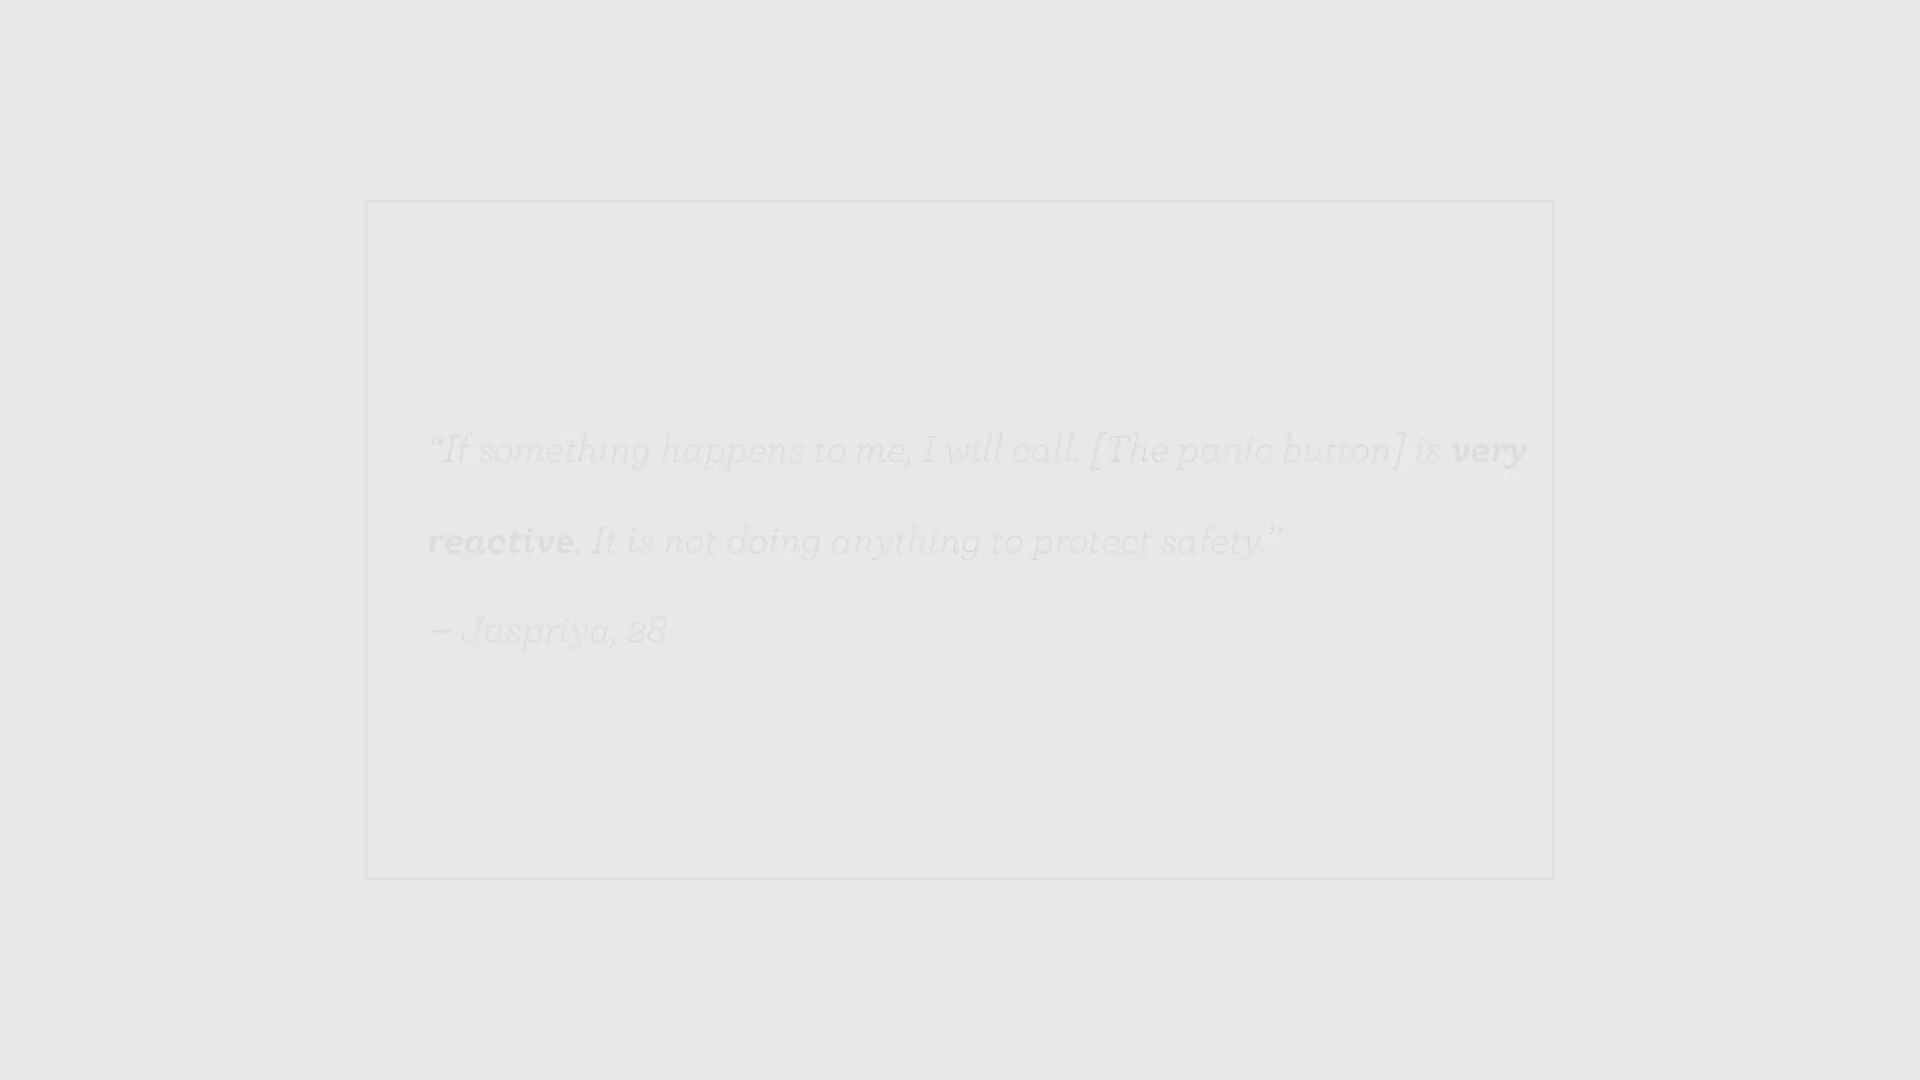 “If something happens to me, I will call. [The panic button] is very
reactive. It is not doing anything to protect safety.”
– Jaspriya, 28